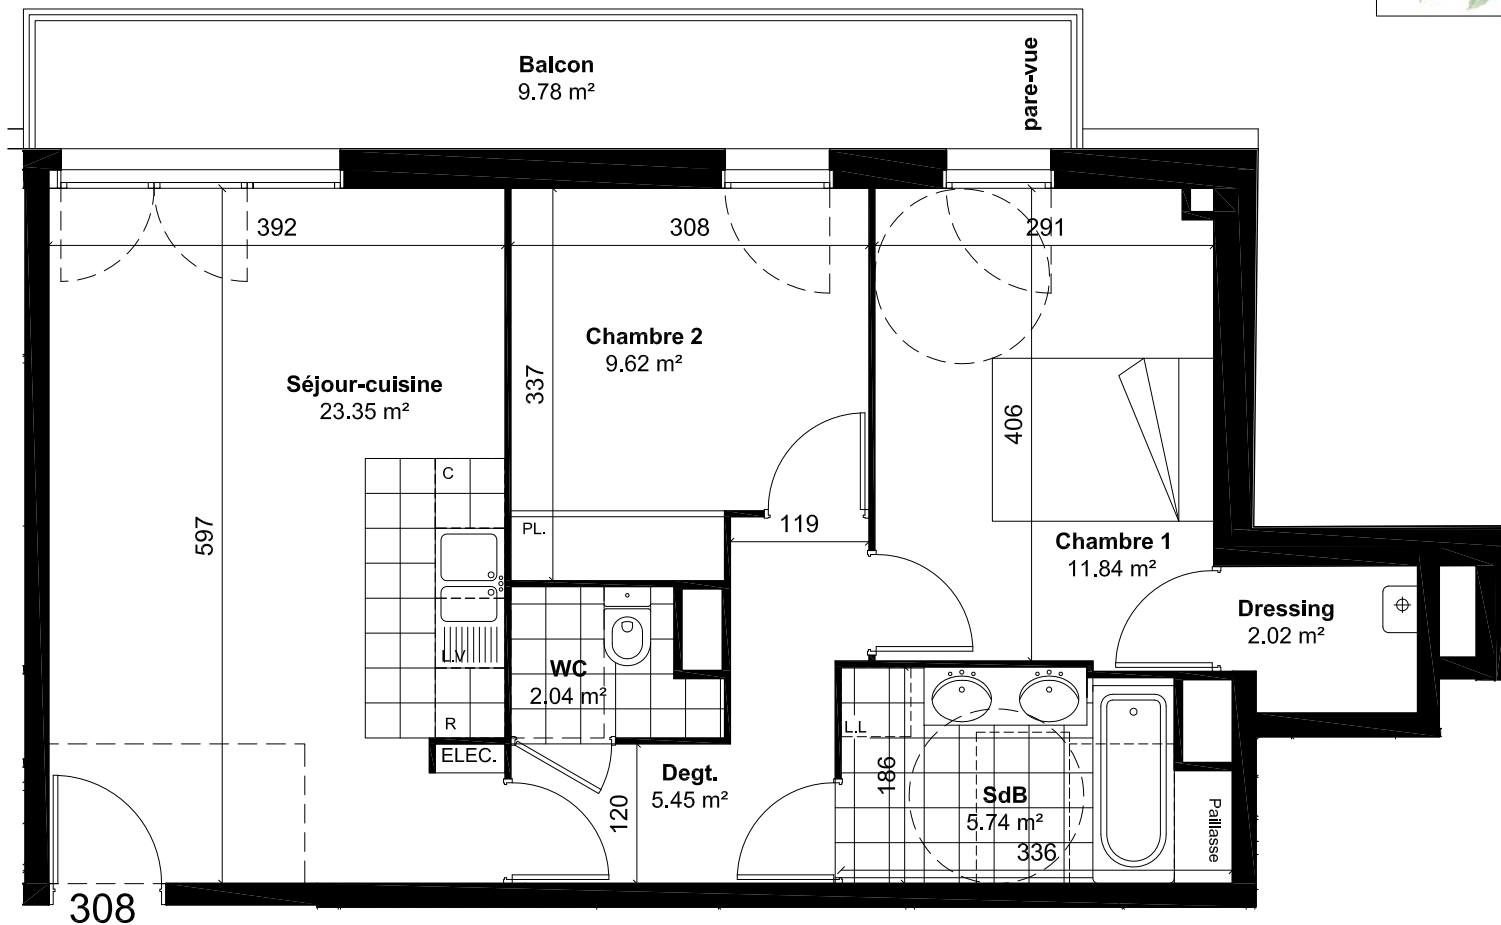 Balcon
9.78 m²
pare-vue
392
308
291
Chambre 2
9.62 m²
337
Séjour-cuisine
23.35 m²
406
C
597
PL.
119
Chambre 1
11.84 m²
Dressing
2.02 m²
L.V
WC
2.04 m²
R
L.L
ELEC.
Degt.
5.45 m²
120
186
SdB
5.74 m²
336
Paillasse
308